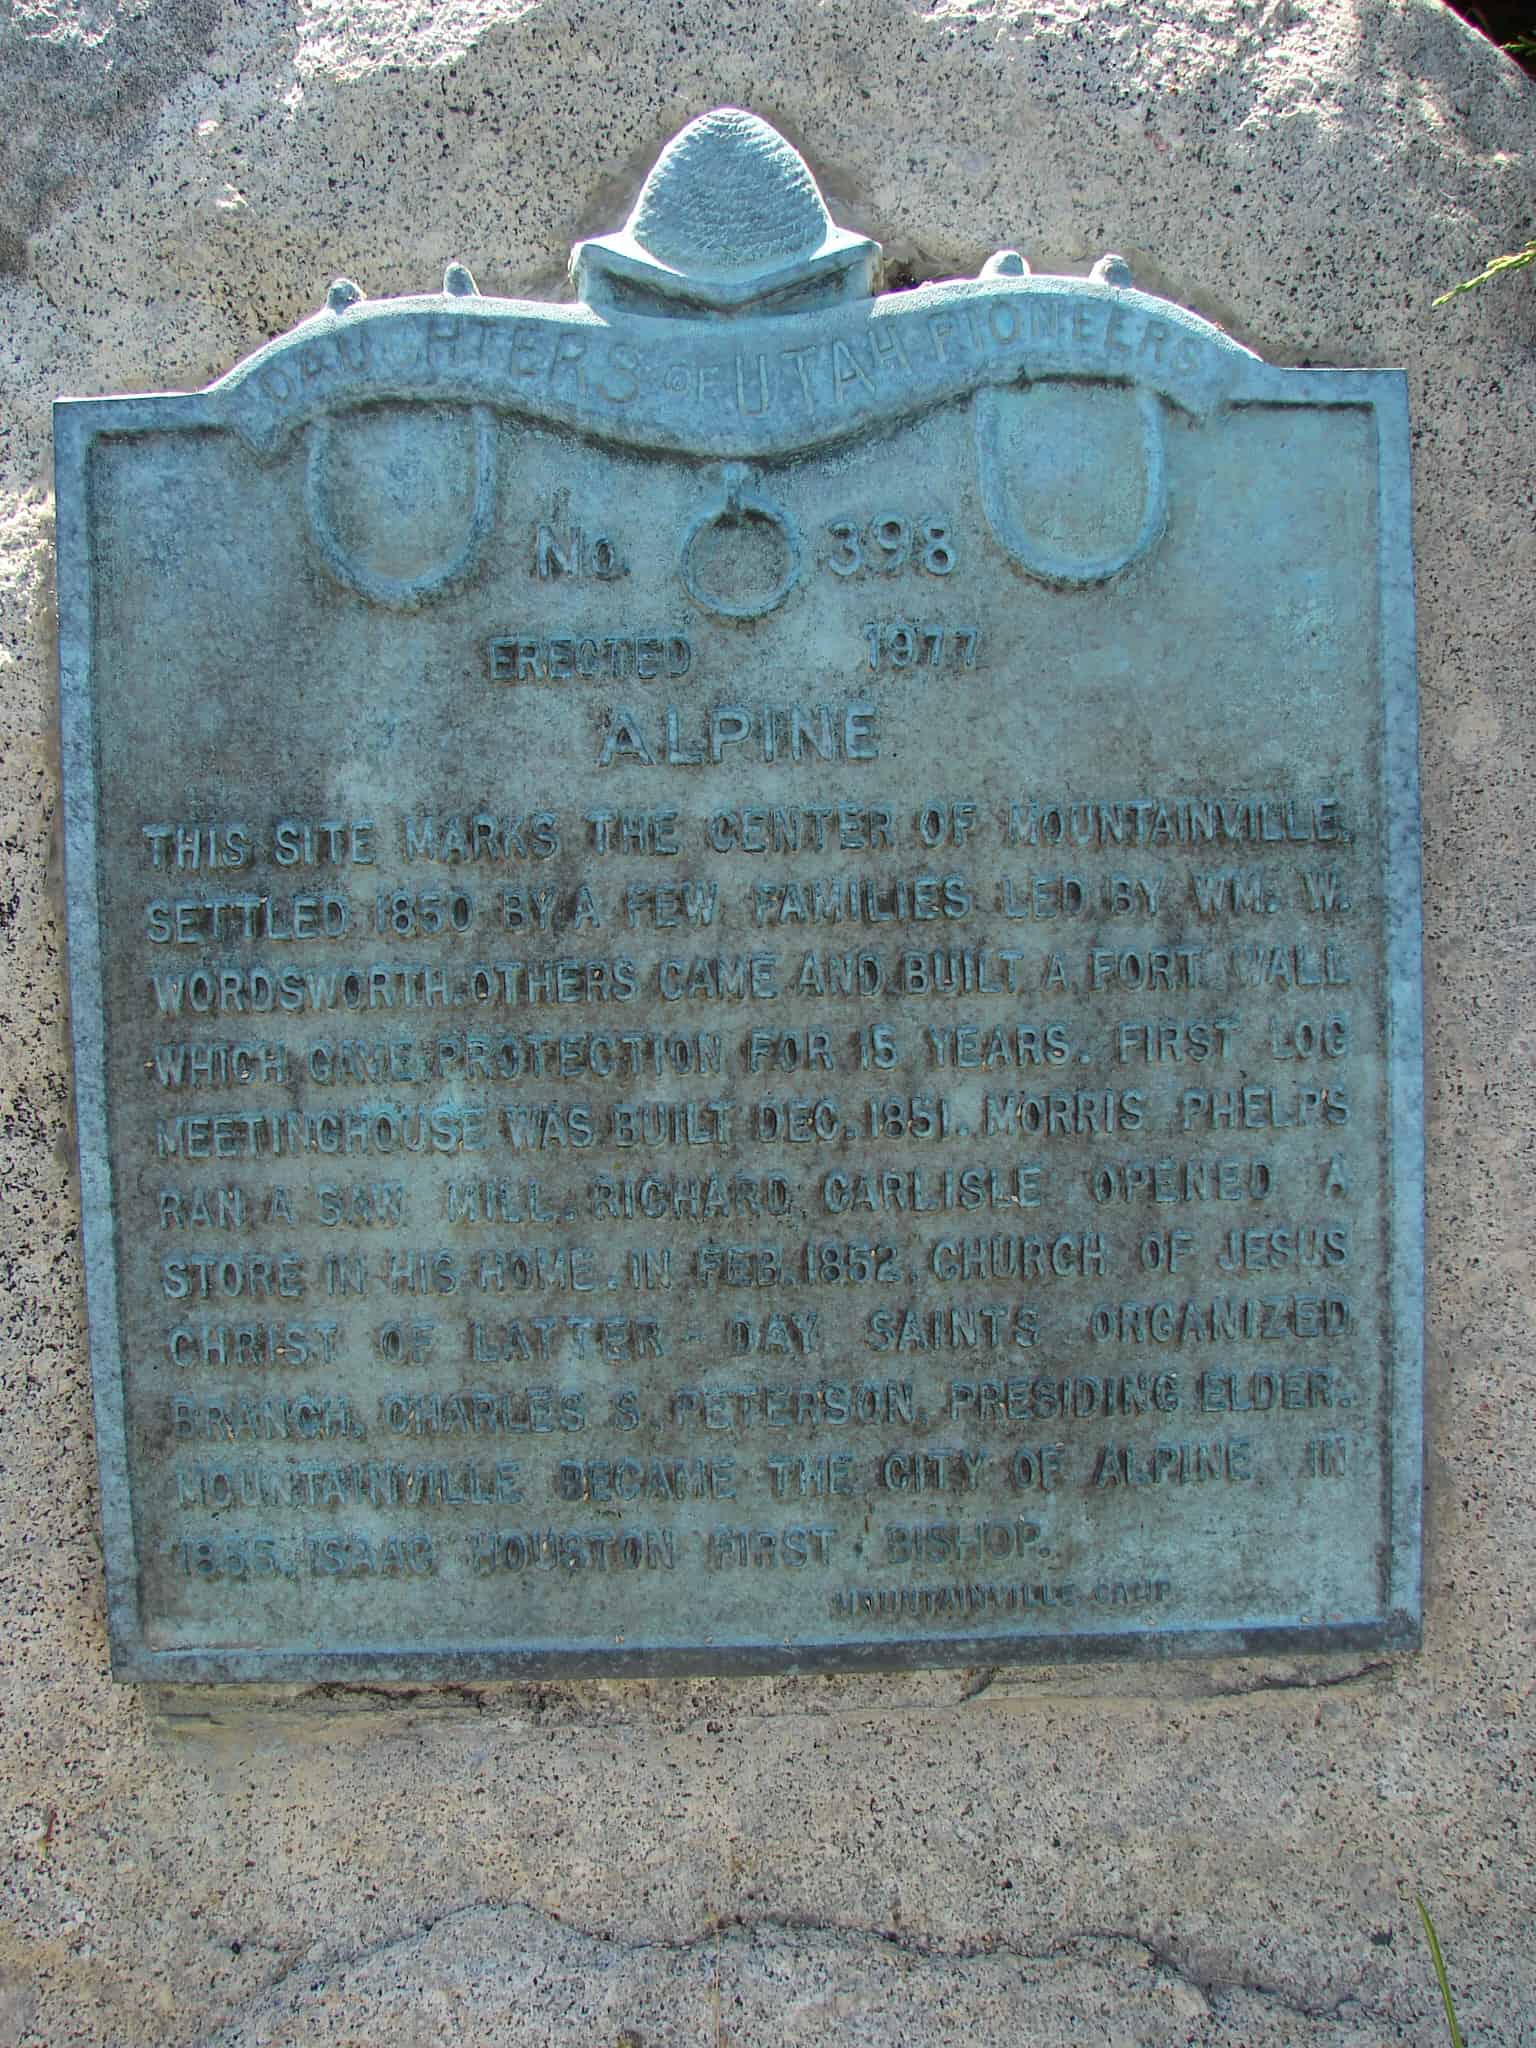 DAUGHTERS OF UTAH PIONEERS
No. 398
ERECTED 1977
ALPINE
THIS SITE MARKS THE CENTER OF MOUNTAINVILLE,
SETTLED 1850 BY A FEW FAMILIES LED BY WM. W.
WORDSWORTH. OTHERS CAME AND BUILT A FORT WALL
WHICH GAVE PROTECTION FOR 15 YEARS. FIRST LOG
MEETINGHOUSE WAS BUILT DEC. 1851. MORRIS PHELPS
RAN A SAW MILL. RICHARD CARLISLE OPENED A
STORE IN HIS HOME. IN FEB. 1852, CHURCH OF JESUS
CHRIST OF LATTER - DAY SAINTS ORGANIZED
BRANCH. CHARLES S. PETERSON, PRESIDING ELDER.
MOUNTAINVILLE BECAME THE CITY OF ALPINE IN
1855. ISAAC HOUSTON FIRST BISHOP.
MOUNTAINVILLE CAMP